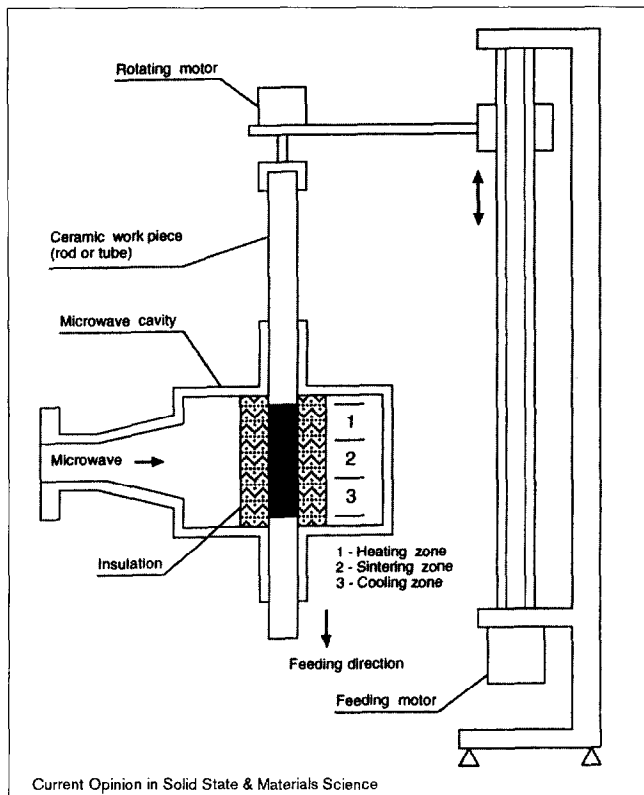 Rotating motor
Ceramic work piece
(rod or tube)
Microwave cavity
1
Microwave
2
3
Insulation
1 - Heating zone
2 - Sintering zone
3 - Cooling zone
Feeding direction
Feeding motor
Current Opinion in Solid State & Materials Science